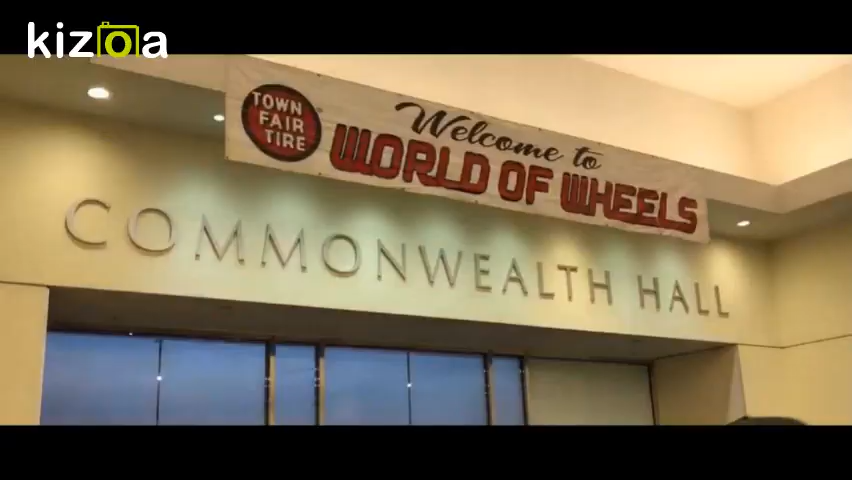 kizoa
TOWN
FAIR
TIRE
Welcome to
WORLD OF WHEELS
COMMONWEALTH HALL